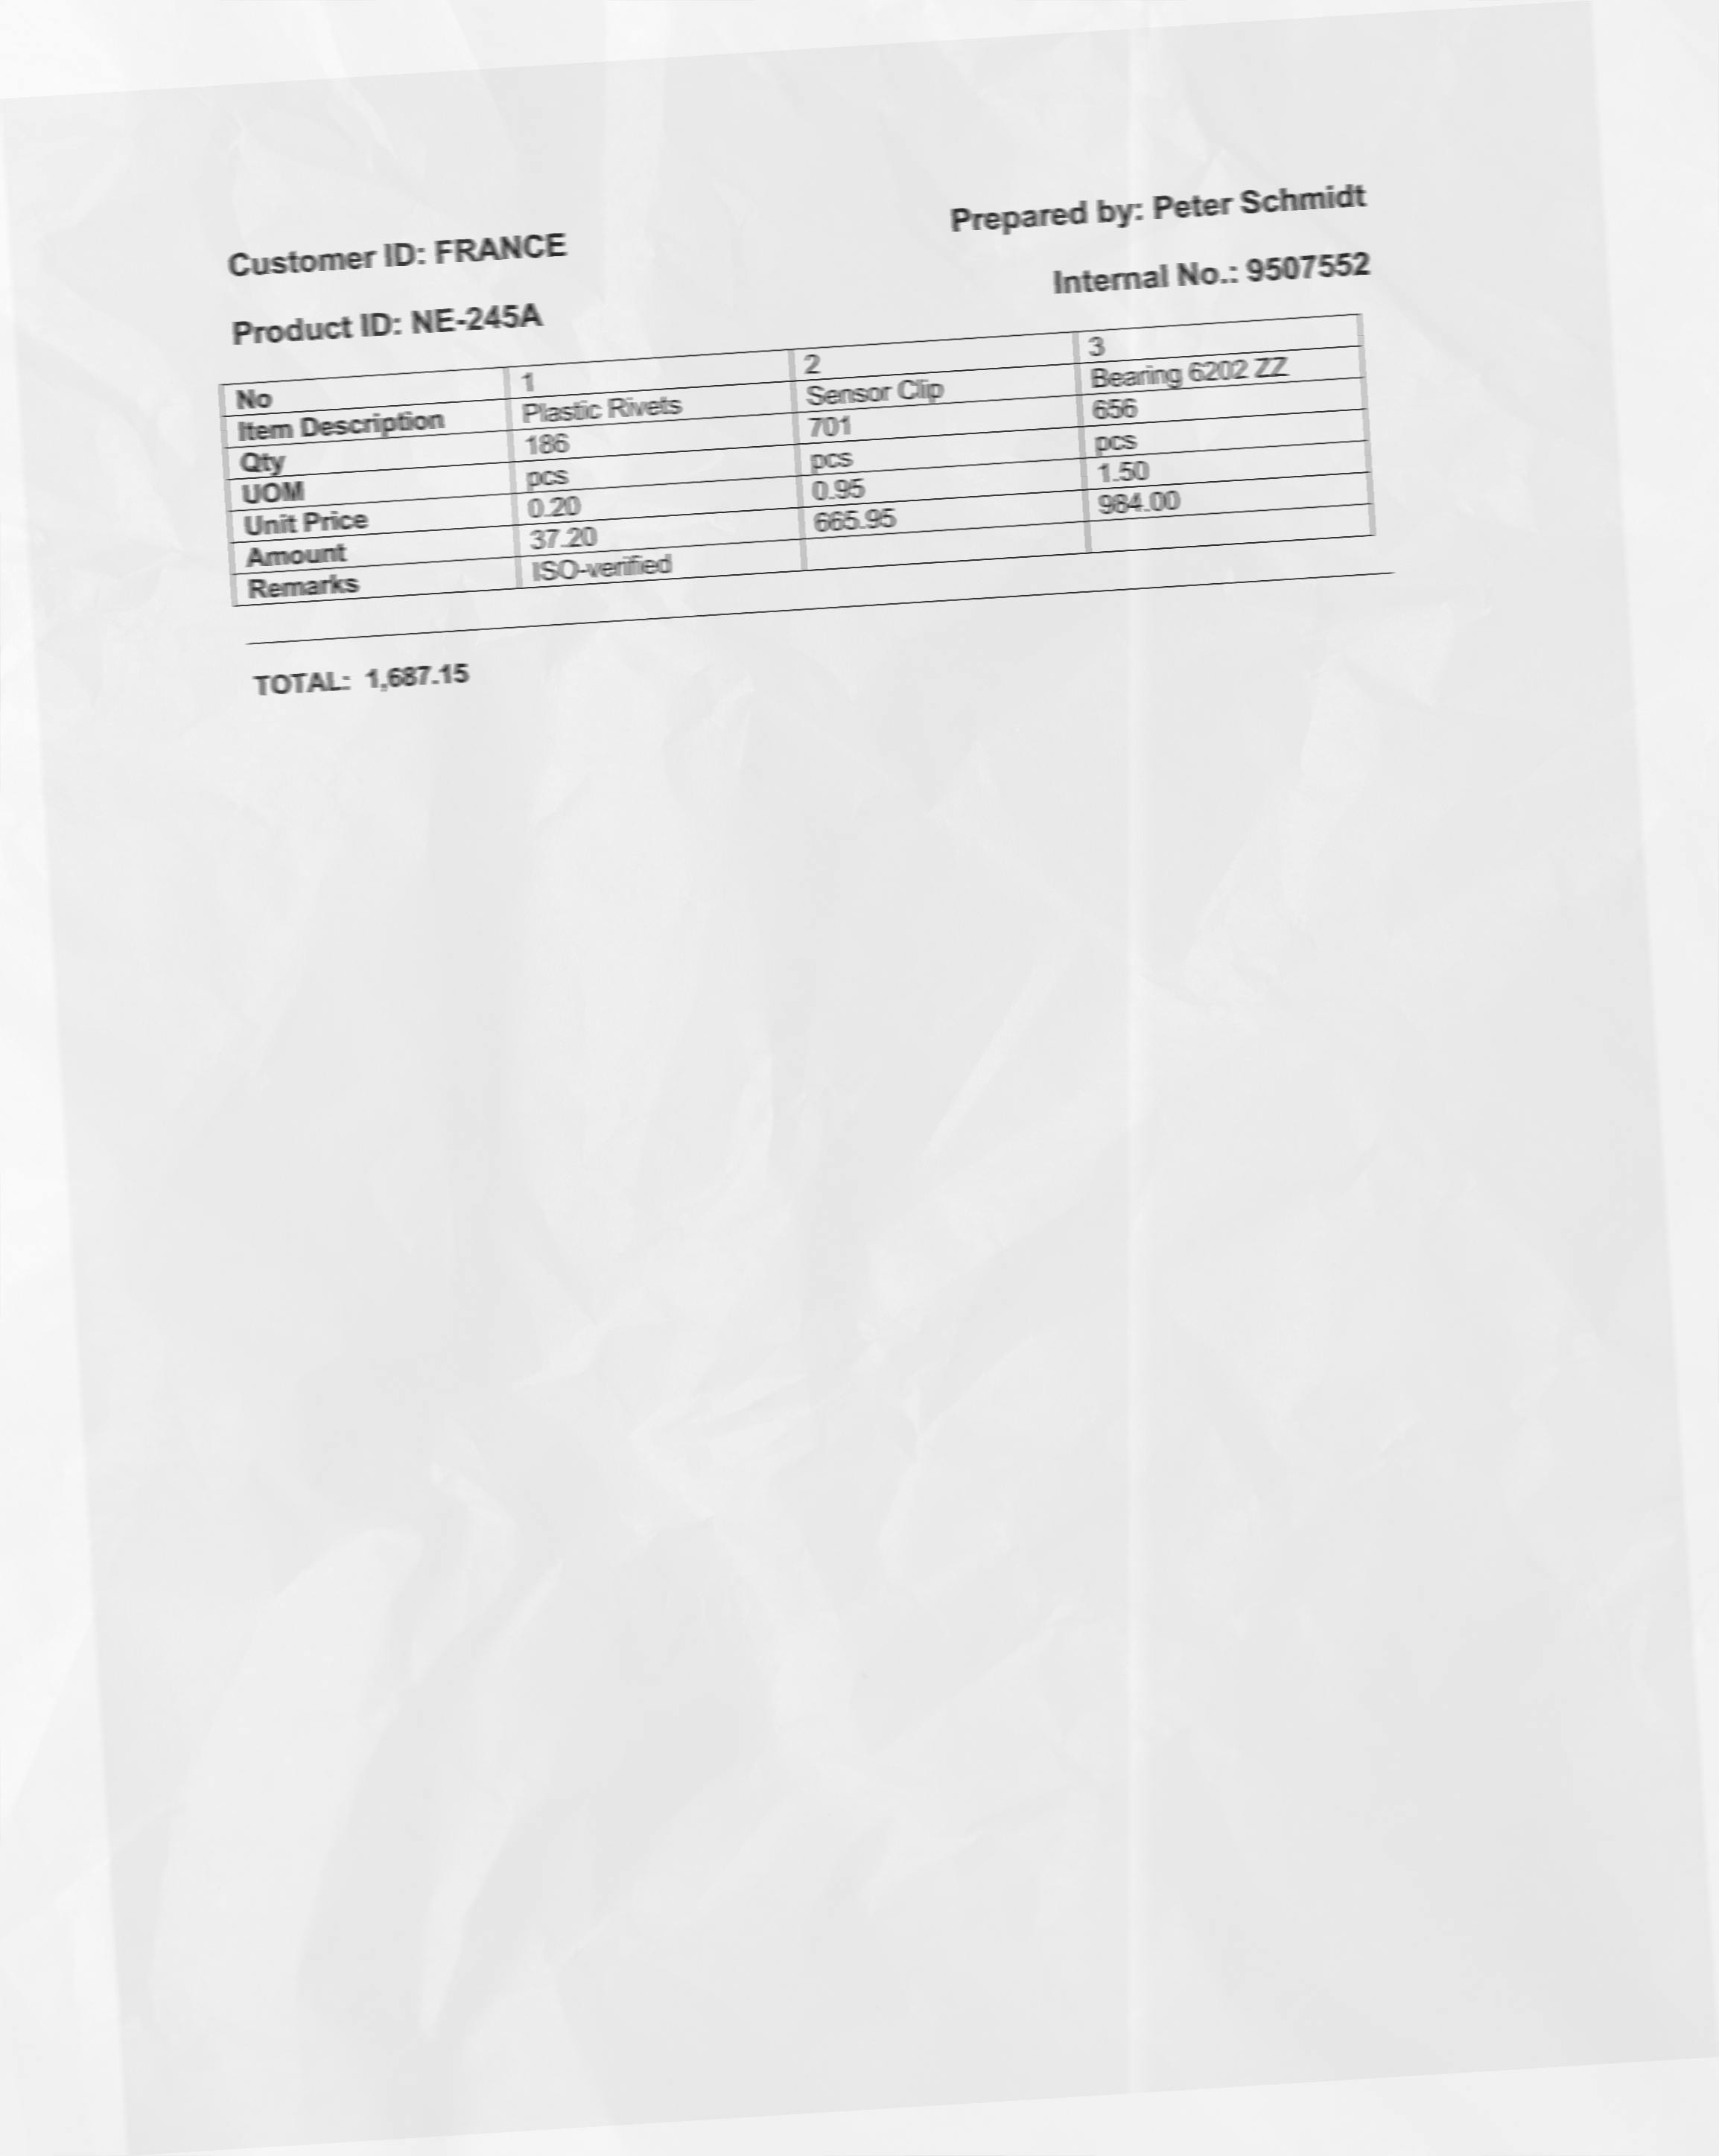 Customer ID: FRANCE Prepared by: Peter Schmidt
Product ID: NE-245A Internal No.: 9507552
No 1 2 3
Item Description Plastic Rivets Sensor Clip Bearing 6202 ZZ
Qty 186 701 656
UOM pcs pcs pcs
Unit Price 0.20 0.95 1.50
Amount 37.20 665.95 984.00
Remarks ISO-verified
TOTAL: 1,687.15